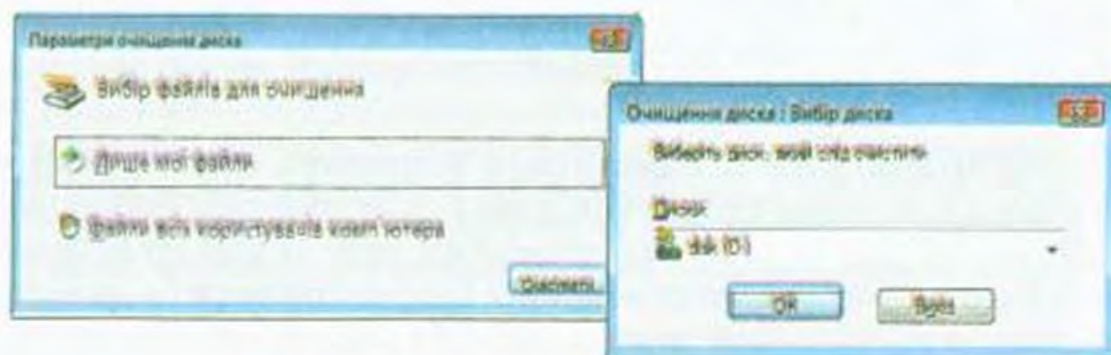 Параметри очищення диска
Вибір файлів для очищення
Лише мої файли
Файли всіх користувачів комп'ютера
Скасувати
Очищення диска : Вибір диска
Виберіть диск, який слід очистити.
Диски:
(D:)
OK
Вихід